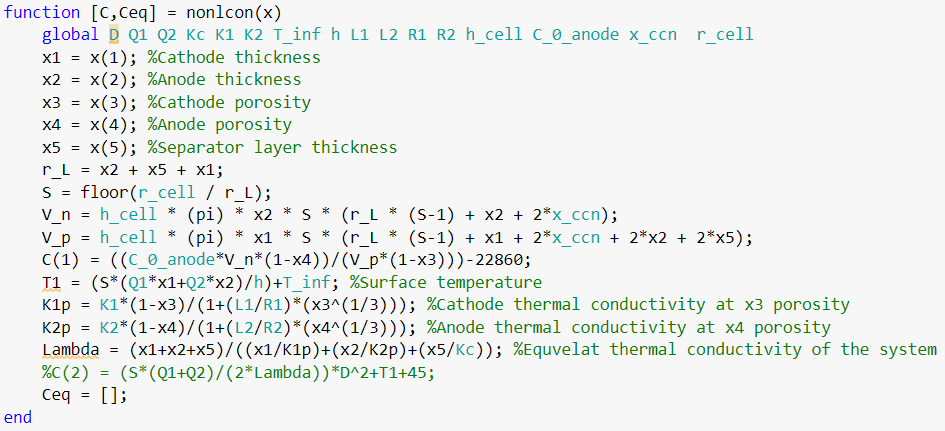 function [C,Ceq] = nonlcon(x)
global D Q1 Q2 Kc K1 K2 T_inf h L1 L2 R1 R2 h_cell C_0_anode x_ccn  r_cell
x1 = x(1); %Cathode thickness
x2 = x(2); %Anode thickness
x3 = x(3); %Cathode porosity
x4 = x(4); %Anode porosity
x5 = x(5); %Separator layer thickness
r_L = x2 + x5 + x1;
S = floor(r_cell / r_L);
V_n = h_cell * (pi) * x2 * S * (r_L * (S-1) + x2 + 2*x_ccn);
V_p = h_cell * (pi) * x1 * S * (r_L * (S-1) + x1 + 2*x_ccn + 2*x2 + 2*x5);
C(1) = ((C_0_anode*V_n*(1-x4))/(V_p*(1-x3)))-22860;
T1 = (S*(Q1*x1+Q2*x2)/h)+T_inf; %Surface temperature
K1p = K1*(1-x3)/(1+(L1/R1)*(x3^(1/3))); %Cathode thermal conductivity at x3 porosity
K2p = K2*(1-x4)/(1+(L2/R2)*(x4^(1/3))); %Anode thermal conductivity at x4 porosity
Lambda = (x1+x2+x5)/((x1/K1p)+(x2/K2p)+(x5/Kc)); %Equvelat thermal conductivity of the system
%C(2) = (S*(Q1+Q2)/(2*Lambda))*D^2+T1+45;
Ceq = [];
end